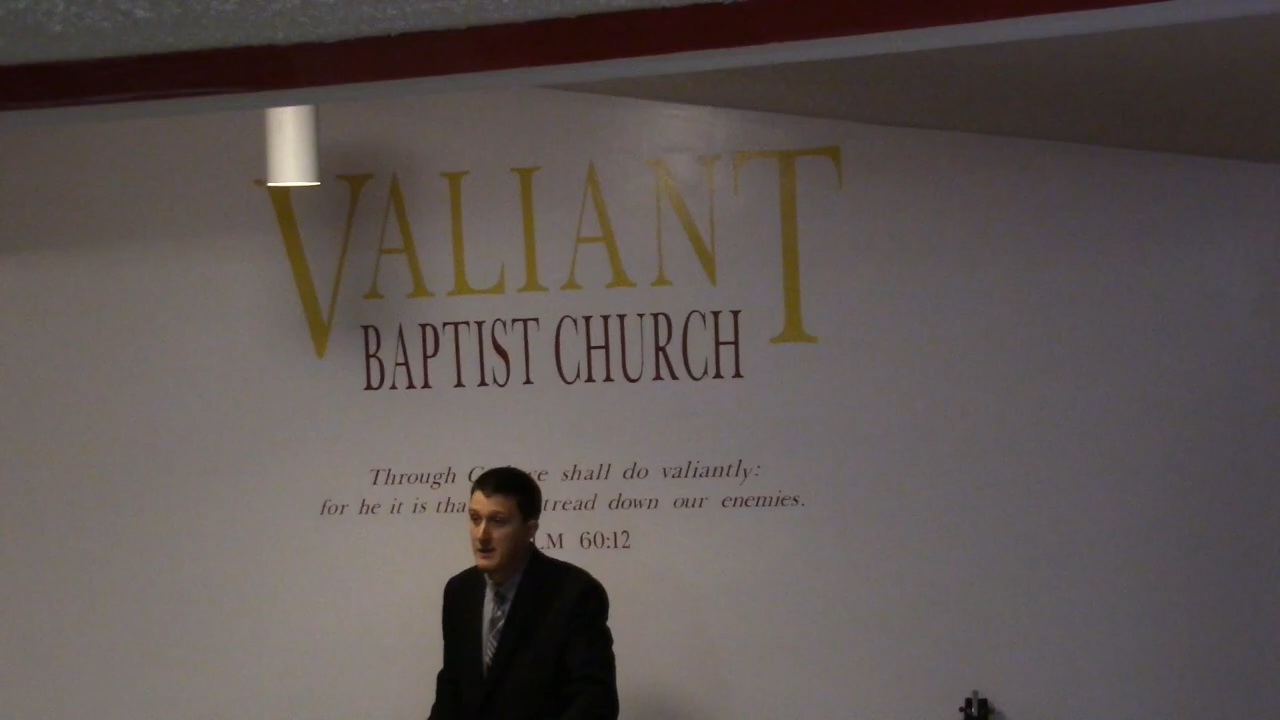 VALIANT
BAPTIST CHURCH
Through shall do valiantly:
for he it is tread down our enemies.
60:12